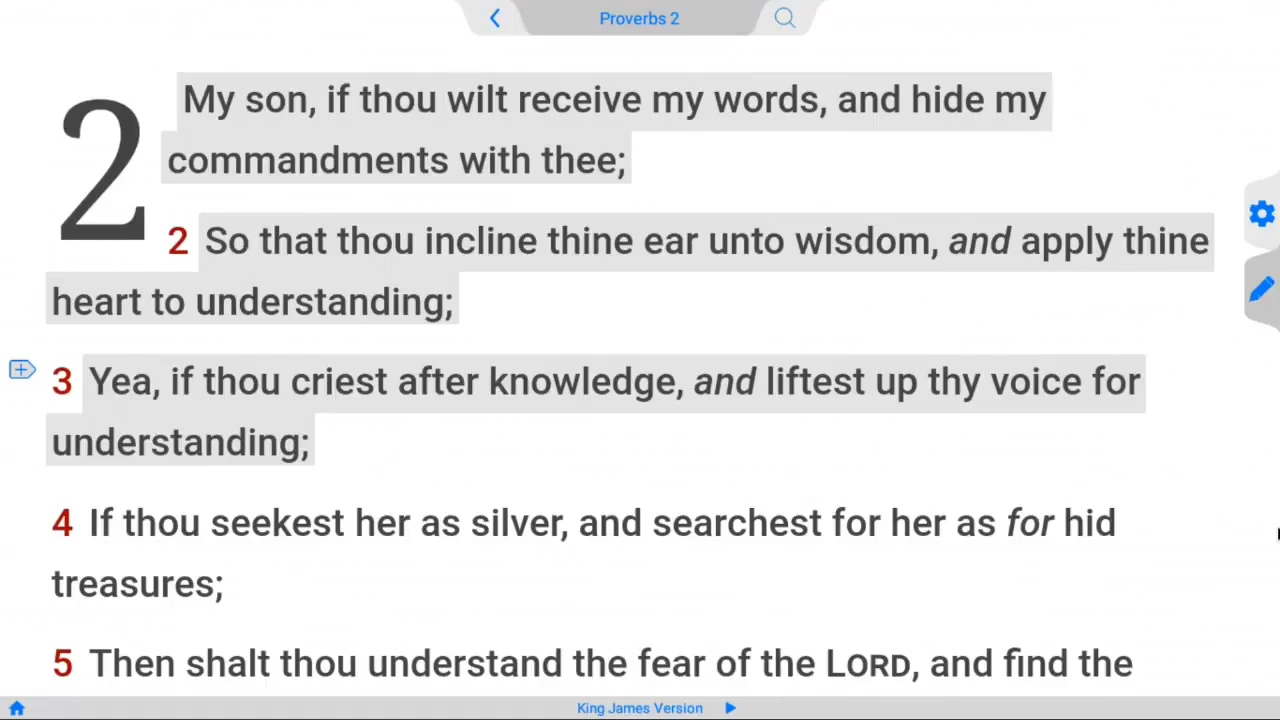 Proverbs 2
2 My son, if thou wilt receive my words, and hide my
commandments with thee;
2 So that thou incline thine ear unto wisdom, and apply thine
heart to understanding;
3 Yea, if thou criest after knowledge, and liftest up thy voice for
understanding;
4 If thou seekest her as silver, and searchest for her as for hid
treasures;
5 Then shalt thou understand the fear of the LORD, and find the
King James Version